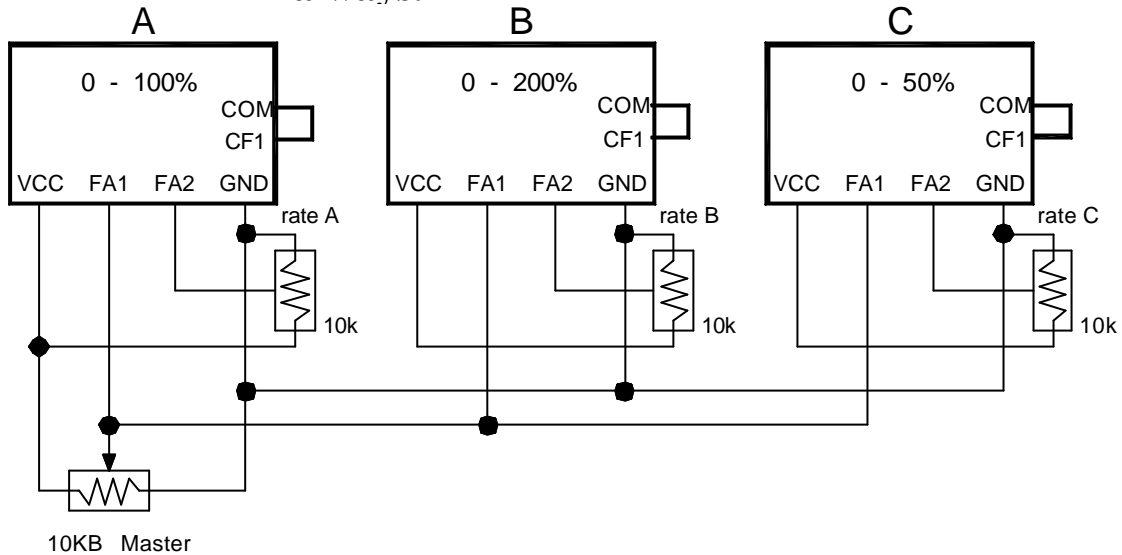 A B C
0 - 100% 0 - 200% 0 - 50%
COM COM COM
CF1 CF1 CF1
VCC FA1 FA2 GND VCC FA1 FA2 GND VCC FA1 FA2 GND
rate A rate B rate C
10k 10k 10k
10KB Master